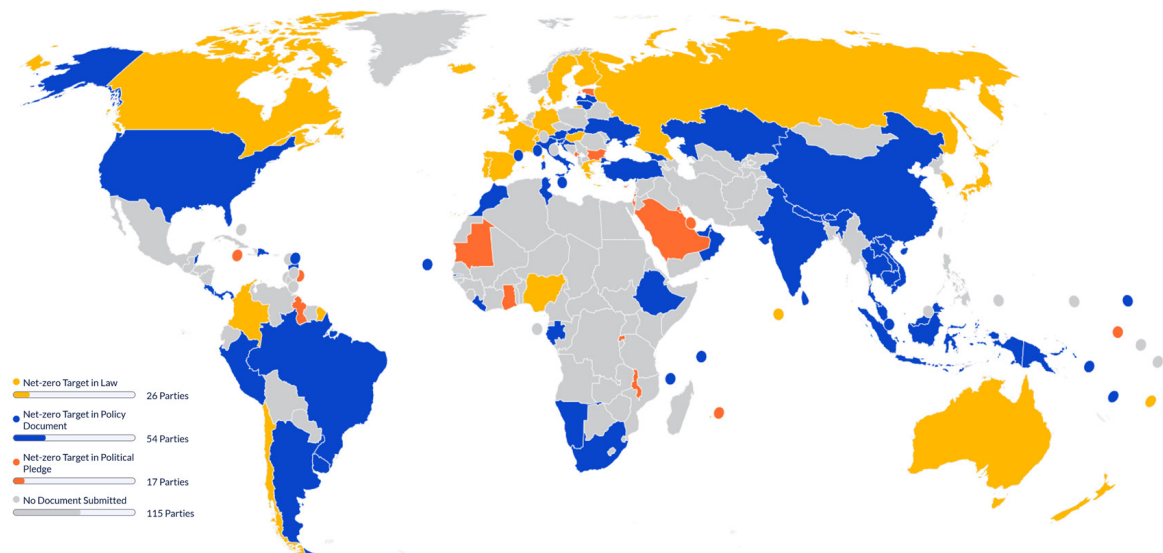 Net-zero Target in Law
26 Parties
Net-zero Target in Policy
Document
54 Parties
Net-zero Target in Political
Pledge
17 Parties
No Document Submitted
115 Parties